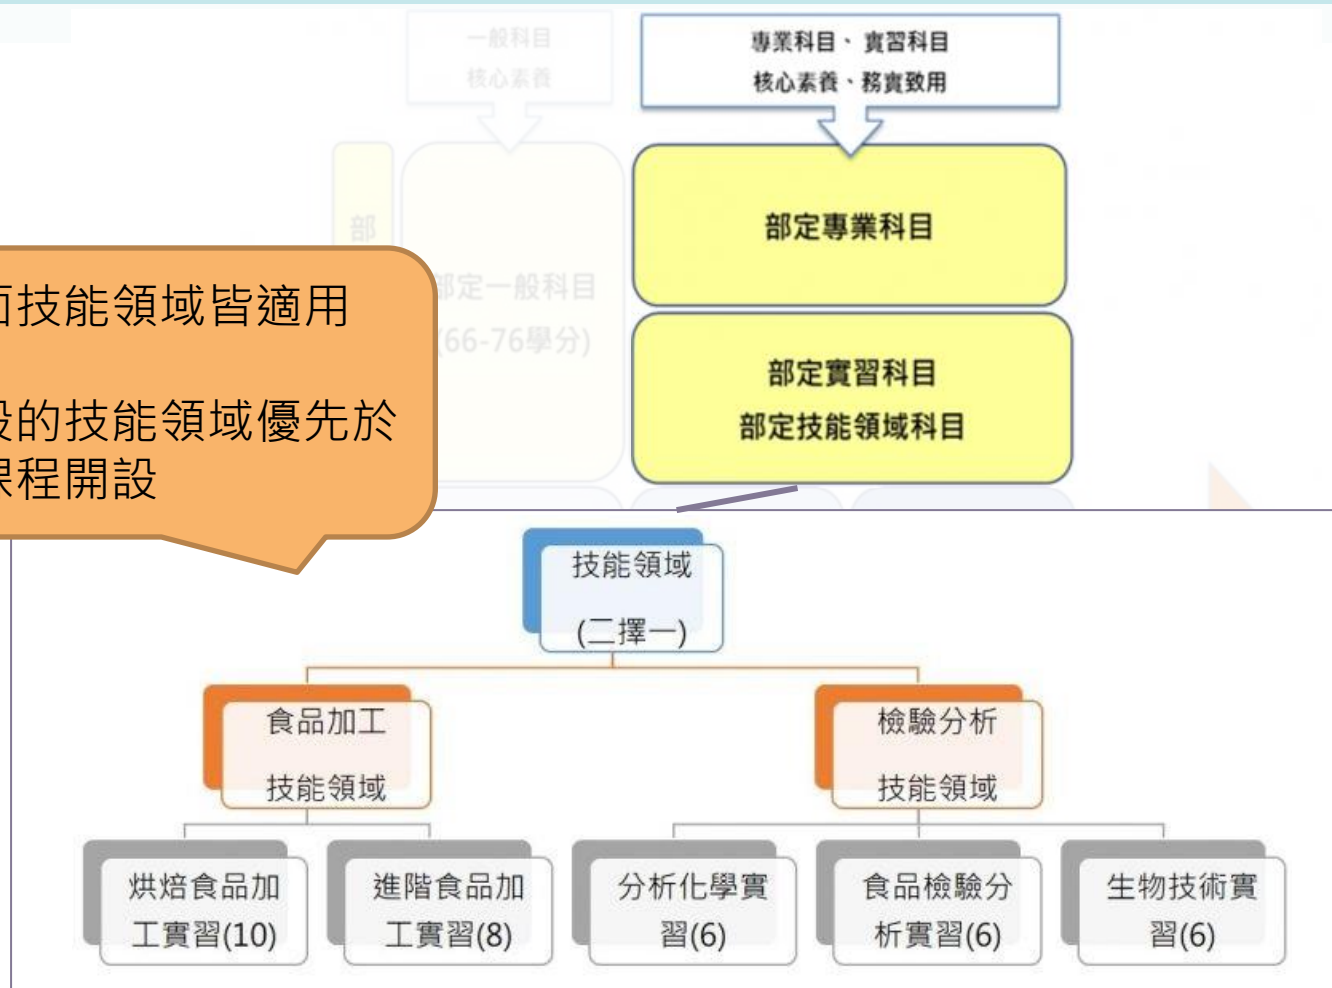 一般科目
核心素養
專業科目、實習科目
核心素養、務實致用
部
部定一般科目
(66-76學分)
部定專業科目
部定實習科目
部定技能領域科目
面技能領域皆適用
設的技能領域優先於
課程開設
技能領域
(二擇一)
食品加工
技能領域
檢驗分析
技能領域
烘焙食品加
工實習(10)
進階食品加
工實習(8)
分析化學實
習(6)
食品檢驗分
析實習(6)
生物技術實
習(6)